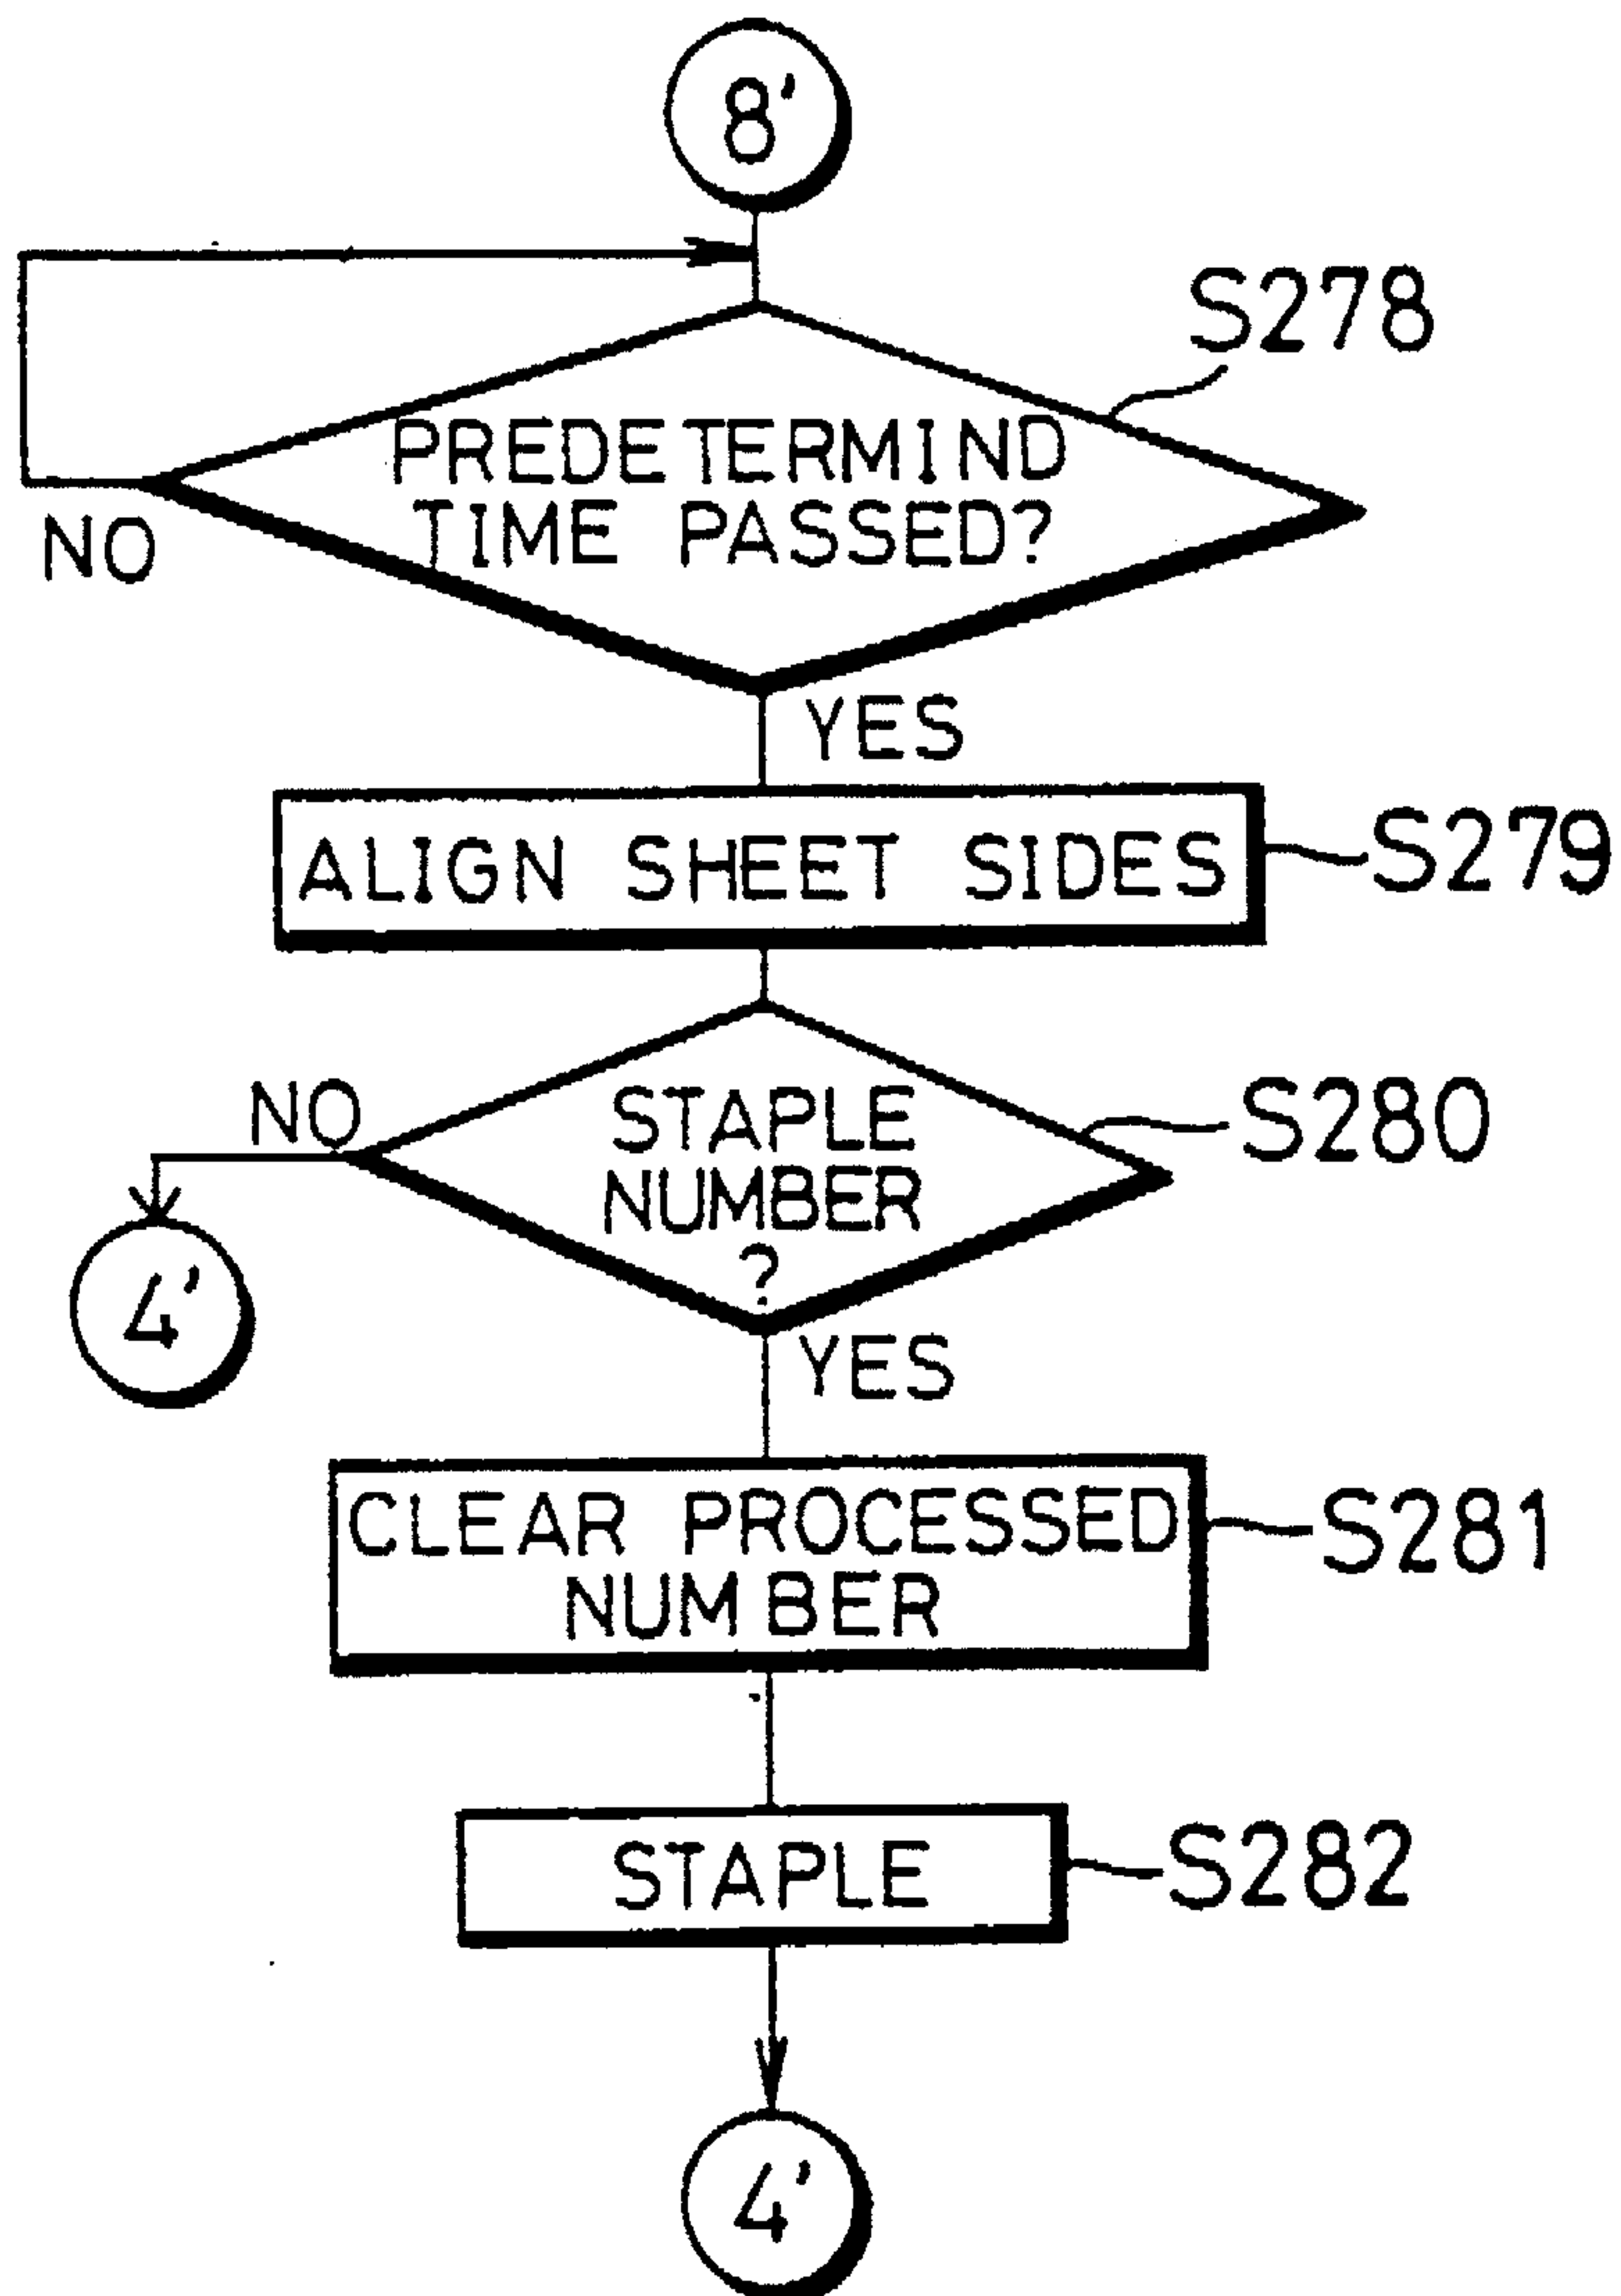 8'
S278
PREDETERMIND
TIME PASSED?
NO
YES
ALIGN SHEET SIDES
S279
NO
STAPLE
NUMBER
?
S280
4'
YES
CLEAR PROCESSED
NUMBER
S281
STAPLE
S282
4'